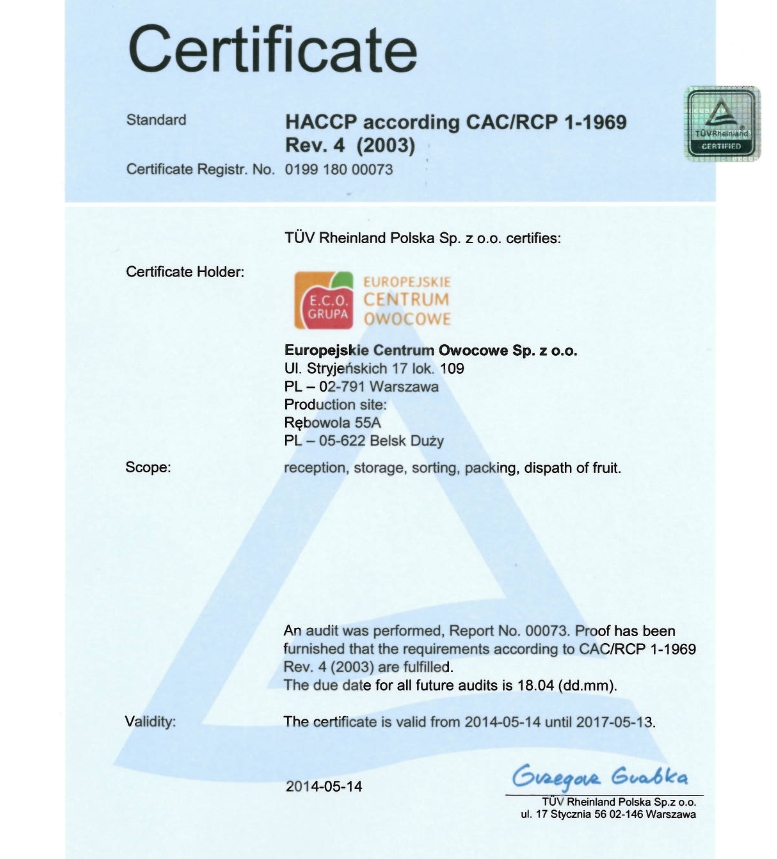 Certificate
Standard HACCP according CAC/RCP 1-1969
Rev. 4 (2003)
Certificate Registr. No. 0199 180 00073
TÜVRheinland
CERTIFIED
TÜV Rheinland Polska Sp. z o.o. certifies:
Certificate Holder:
E.C.O.
GRUPA
EUROPEJSKIE
CENTRUM
OWOCOWE
Europejskie Centrum Owocowe Sp. z o.o.
Ul. Stryjeńskich 17 lok. 109
PL – 02-791 Warszawa
Production site:
Rębowola 55A
PL – 05-622 Belsk Duży
Scope: reception, storage, sorting, packing, dispath of fruit.
An audit was performed, Report No. 00073. Proof has been
furnished that the requirements according to CAC/RCP 1-1969
Rev. 4 (2003) are fulfilled.
The due date for all future audits is 18.04 (dd.mm).
Validity: The certificate is valid from 2014-05-14 until 2017-05-13.
2014-05-14
Grzegorz Grabka
TÜV Rheinland Polska Sp.z o.o.
ul. 17 Stycznia 56 02-146 Warszawa